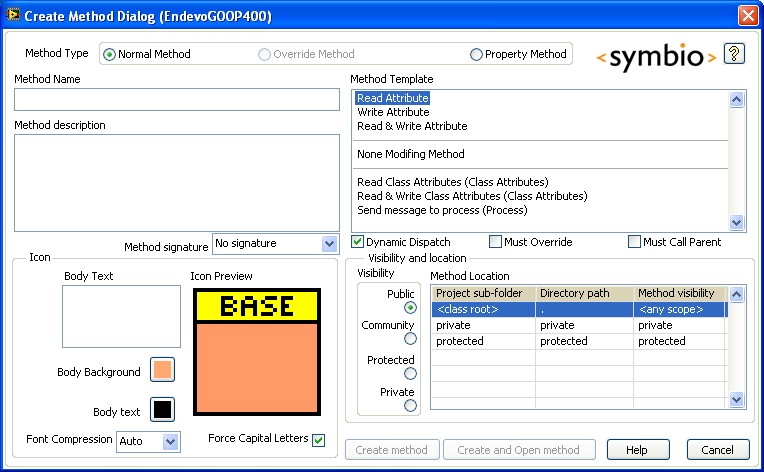 Create Method Dialog (EndevoGOOP400)
Method Type
Normal Method
Override Method
Property Method
<symbio>
?
Method Name
Method description
Method signature
No signature
Method Template
Read Attribute
Write Attribute
Read & Write Attribute
None Modifing Method
Read Class Attributes (Class Attributes)
Read & Write Class Attributes (Class Attributes)
Send message to process (Process)
Dynamic Dispatch
Must Override
Must Call Parent
Icon
Body Text
Icon Preview
BASE
Body Background
Body text
Font Compression
Auto
Force Capital Letters
Visibility and location
Visibility
Public
Community
Protected
Private
Method Location
Project sub-folder Directory path Method visibility
<class root> . <any scope>
private private private
protected protected protected
Create method
Create and Open method
Help
Cancel